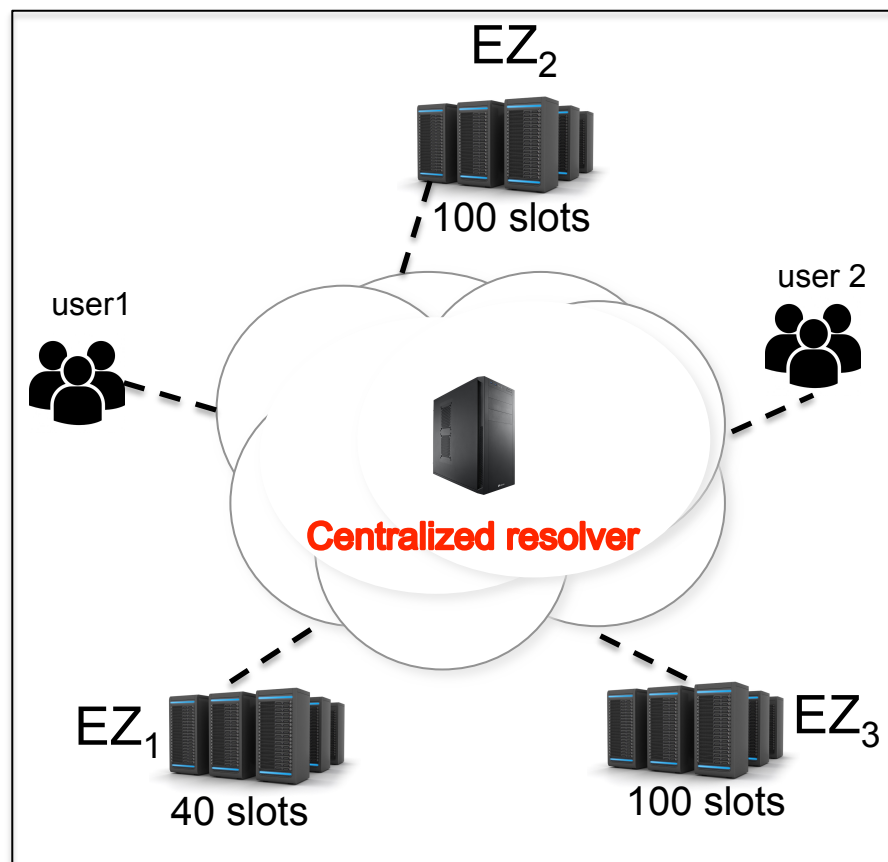 EZ₂
100 slots
user 2
user1
Centralized resolver
EZ₁
EZ₃
40 slots
100 slots